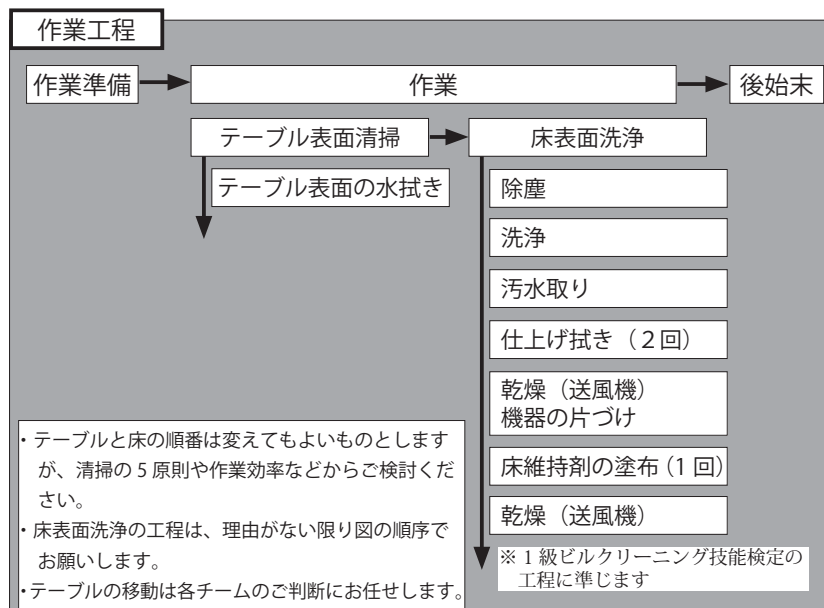 作業工程
作業準備
作業
後始末
テーブル表面清掃
床表面洗浄
テーブル表面の水拭き
除塵
洗浄
汚水取り
仕上げ拭き（２回）
乾燥（送風機）
機器の片づけ
床維持剤の塗布（１回）
乾燥（送風機）
※１級ビルクリーニング技能検定の
工程に準じます
・テーブルと床の順番は変えてもよいものとします
が、清掃の５原則や作業効率などからご検討くだ
さい。
・床表面洗浄の工程は、理由がない限り図の順序で
お願いします。
・テーブルの移動は各チームのご判断にお任せします。